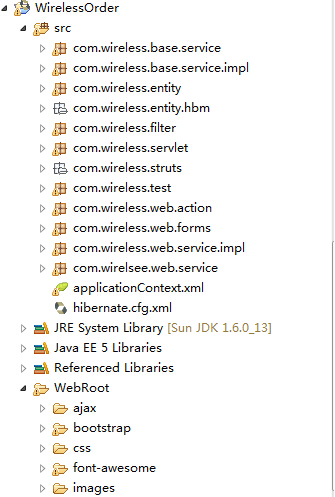 WirelessOrder
src
com.wireless.base.service
com.wireless.base.service.impl
com.wireless.entity
com.wireless.entity.hbm
com.wireless.filter
com.wireless.servlet
com.wireless.struts
com.wireless.test
com.wireless.web.action
com.wireless.web.forms
com.wireless.web.service.impl
com.wirelsee.web.service
applicationContext.xml
hibernate.cfg.xml
JRE System Library [Sun JDK 1.6.0_13]
Java EE 5 Libraries
Referenced Libraries
WebRoot
ajax
bootstrap
css
font-awesome
images